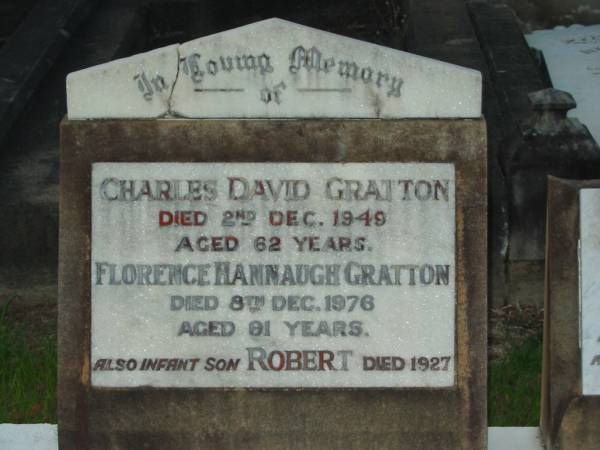 In Loving Memory
of
CHARLES DAVID GRATTON
DIED 2ND DEC. 1949
AGED 62 YEARS.
FLORENCE HANNAUGH GRATTON
DIED 8TH DEC. 1976
AGED 91 YEARS.
ALSO INFANT SON ROBERT DIED 1927